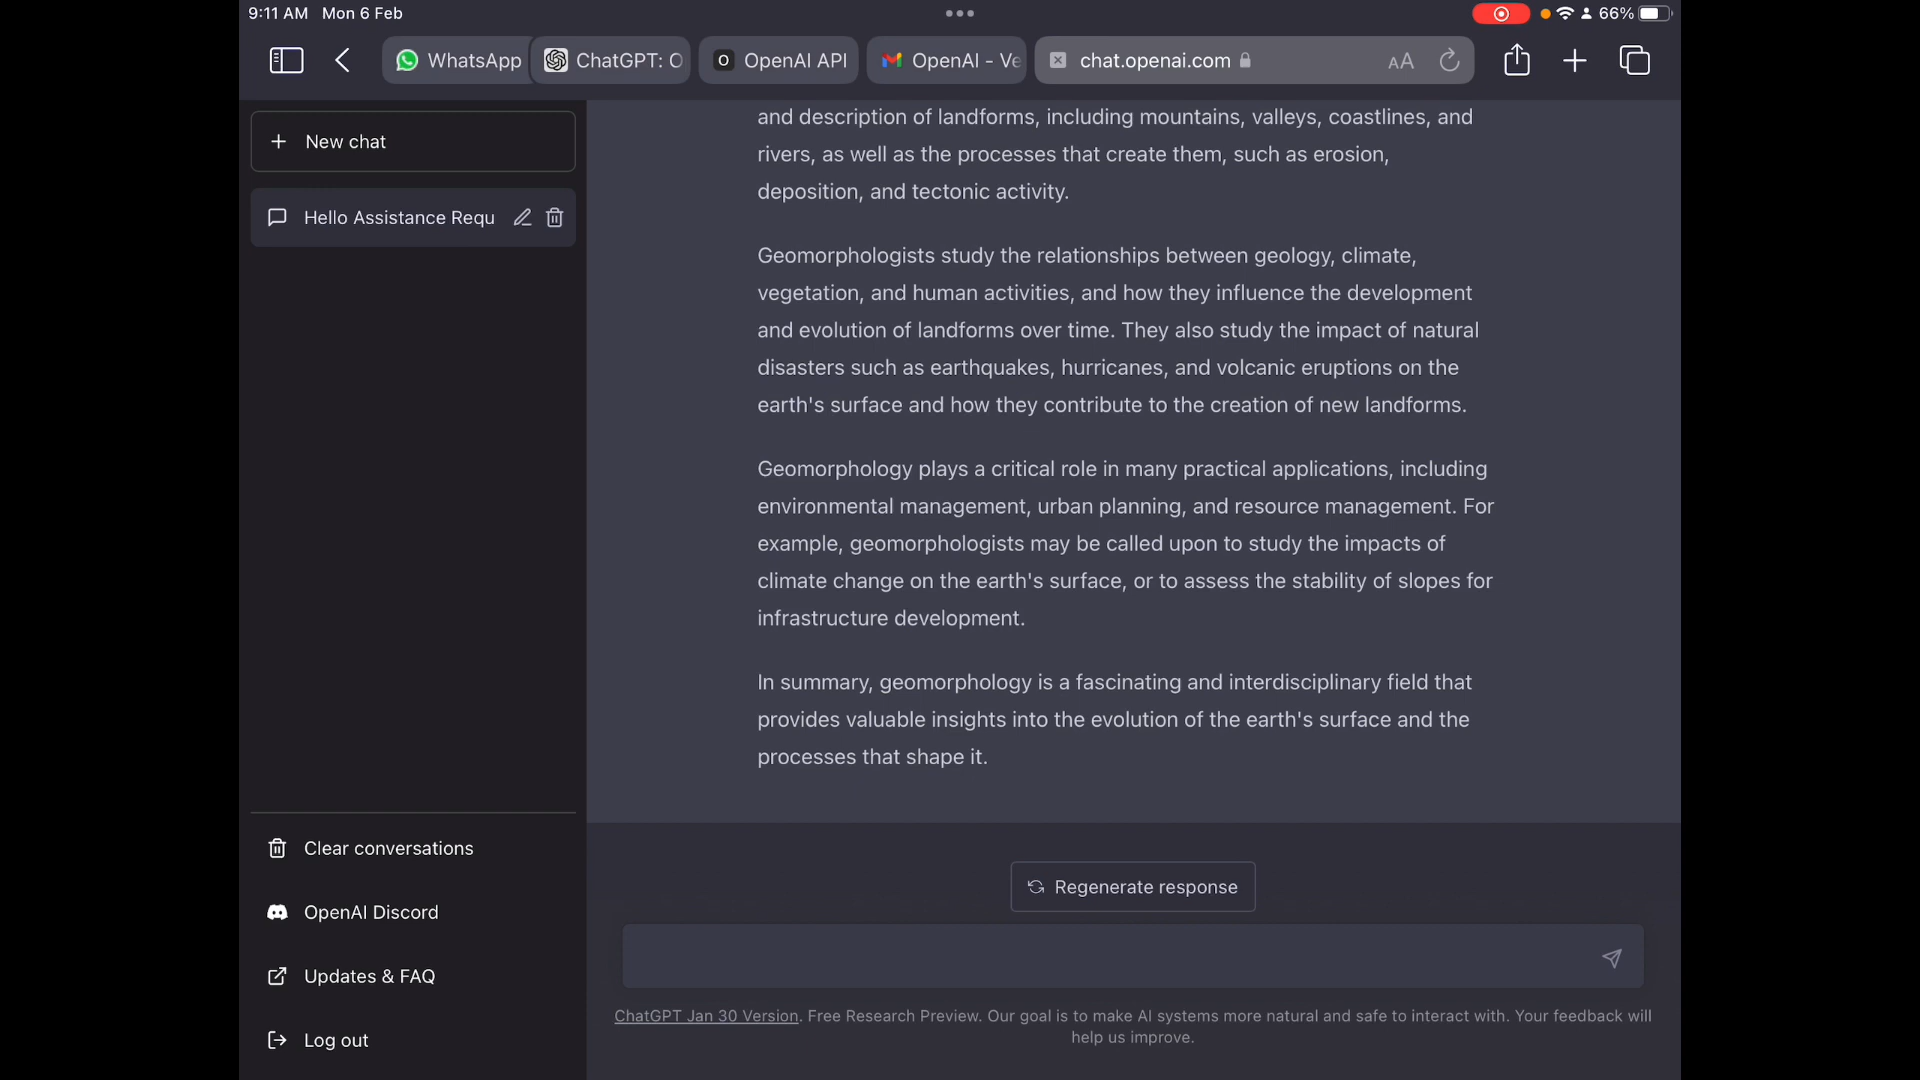 9:11 AM Mon 6 Feb
66%
WhatsApp
ChatGPT: O
OpenAI API
OpenAI - Ve
chat.openai.com
AA
New chat
Hello Assistance Requ
and description of landforms, including mountains, valleys, coastlines, and
rivers, as well as the processes that create them, such as erosion,
deposition, and tectonic activity.
Geomorphologists study the relationships between geology, climate,
vegetation, and human activities, and how they influence the development
and evolution of landforms over time. They also study the impact of natural
disasters such as earthquakes, hurricanes, and volcanic eruptions on the
earth's surface and how they contribute to the creation of new landforms.
Geomorphology plays a critical role in many practical applications, including
environmental management, urban planning, and resource management. For
example, geomorphologists may be called upon to study the impacts of
climate change on the earth's surface, or to assess the stability of slopes for
infrastructure development.
In summary, geomorphology is a fascinating and interdisciplinary field that
provides valuable insights into the evolution of the earth's surface and the
processes that shape it.
Clear conversations
OpenAI Discord
Updates & FAQ
Log out
Regenerate response
ChatGPT Jan 30 Version. Free Research Preview. Our goal is to make AI systems more natural and safe to interact with. Your feedback will
help us improve.